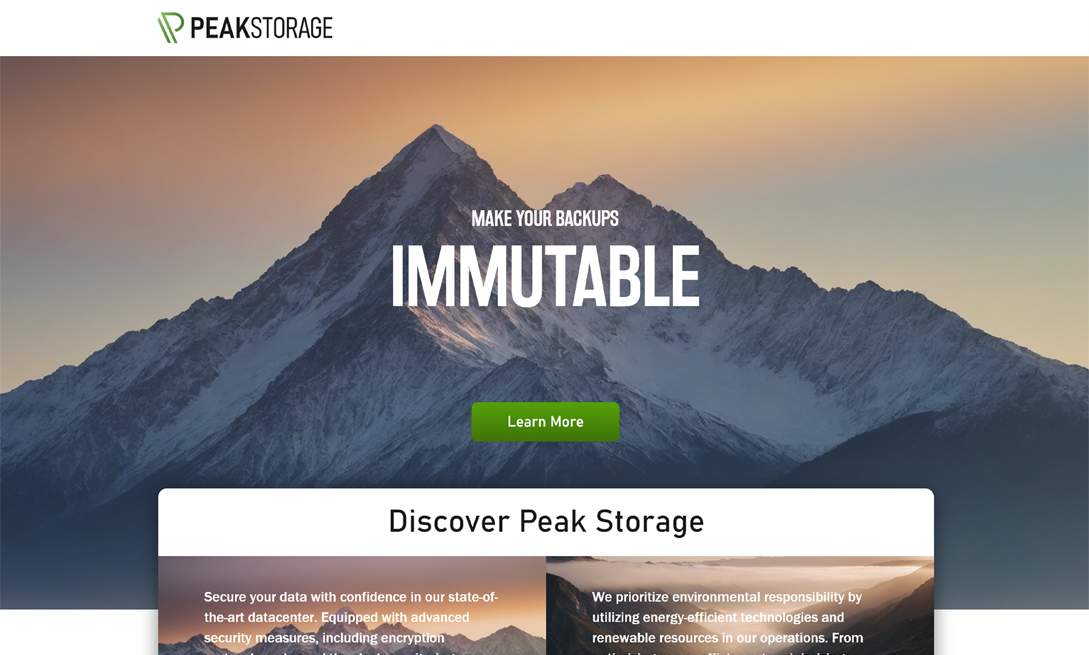 PEAKSTORAGE
MAKE YOUR BACKUPS
IMMUTABLE
Learn More
Discover Peak Storage
Secure your data with confidence in our state-of-
the-art datacenter. Equipped with advanced
security measures, including encryption
We prioritize environmental responsibility by
utilizing energy-efficient technologies and
renewable resources in our operations. From